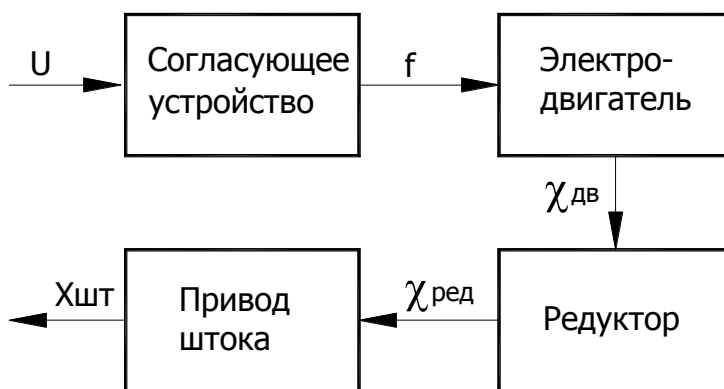 U
Согласующее
устройство
f
Электро-
двигатель
χдв
Хшт
Привод
штока
χред
Редуктор